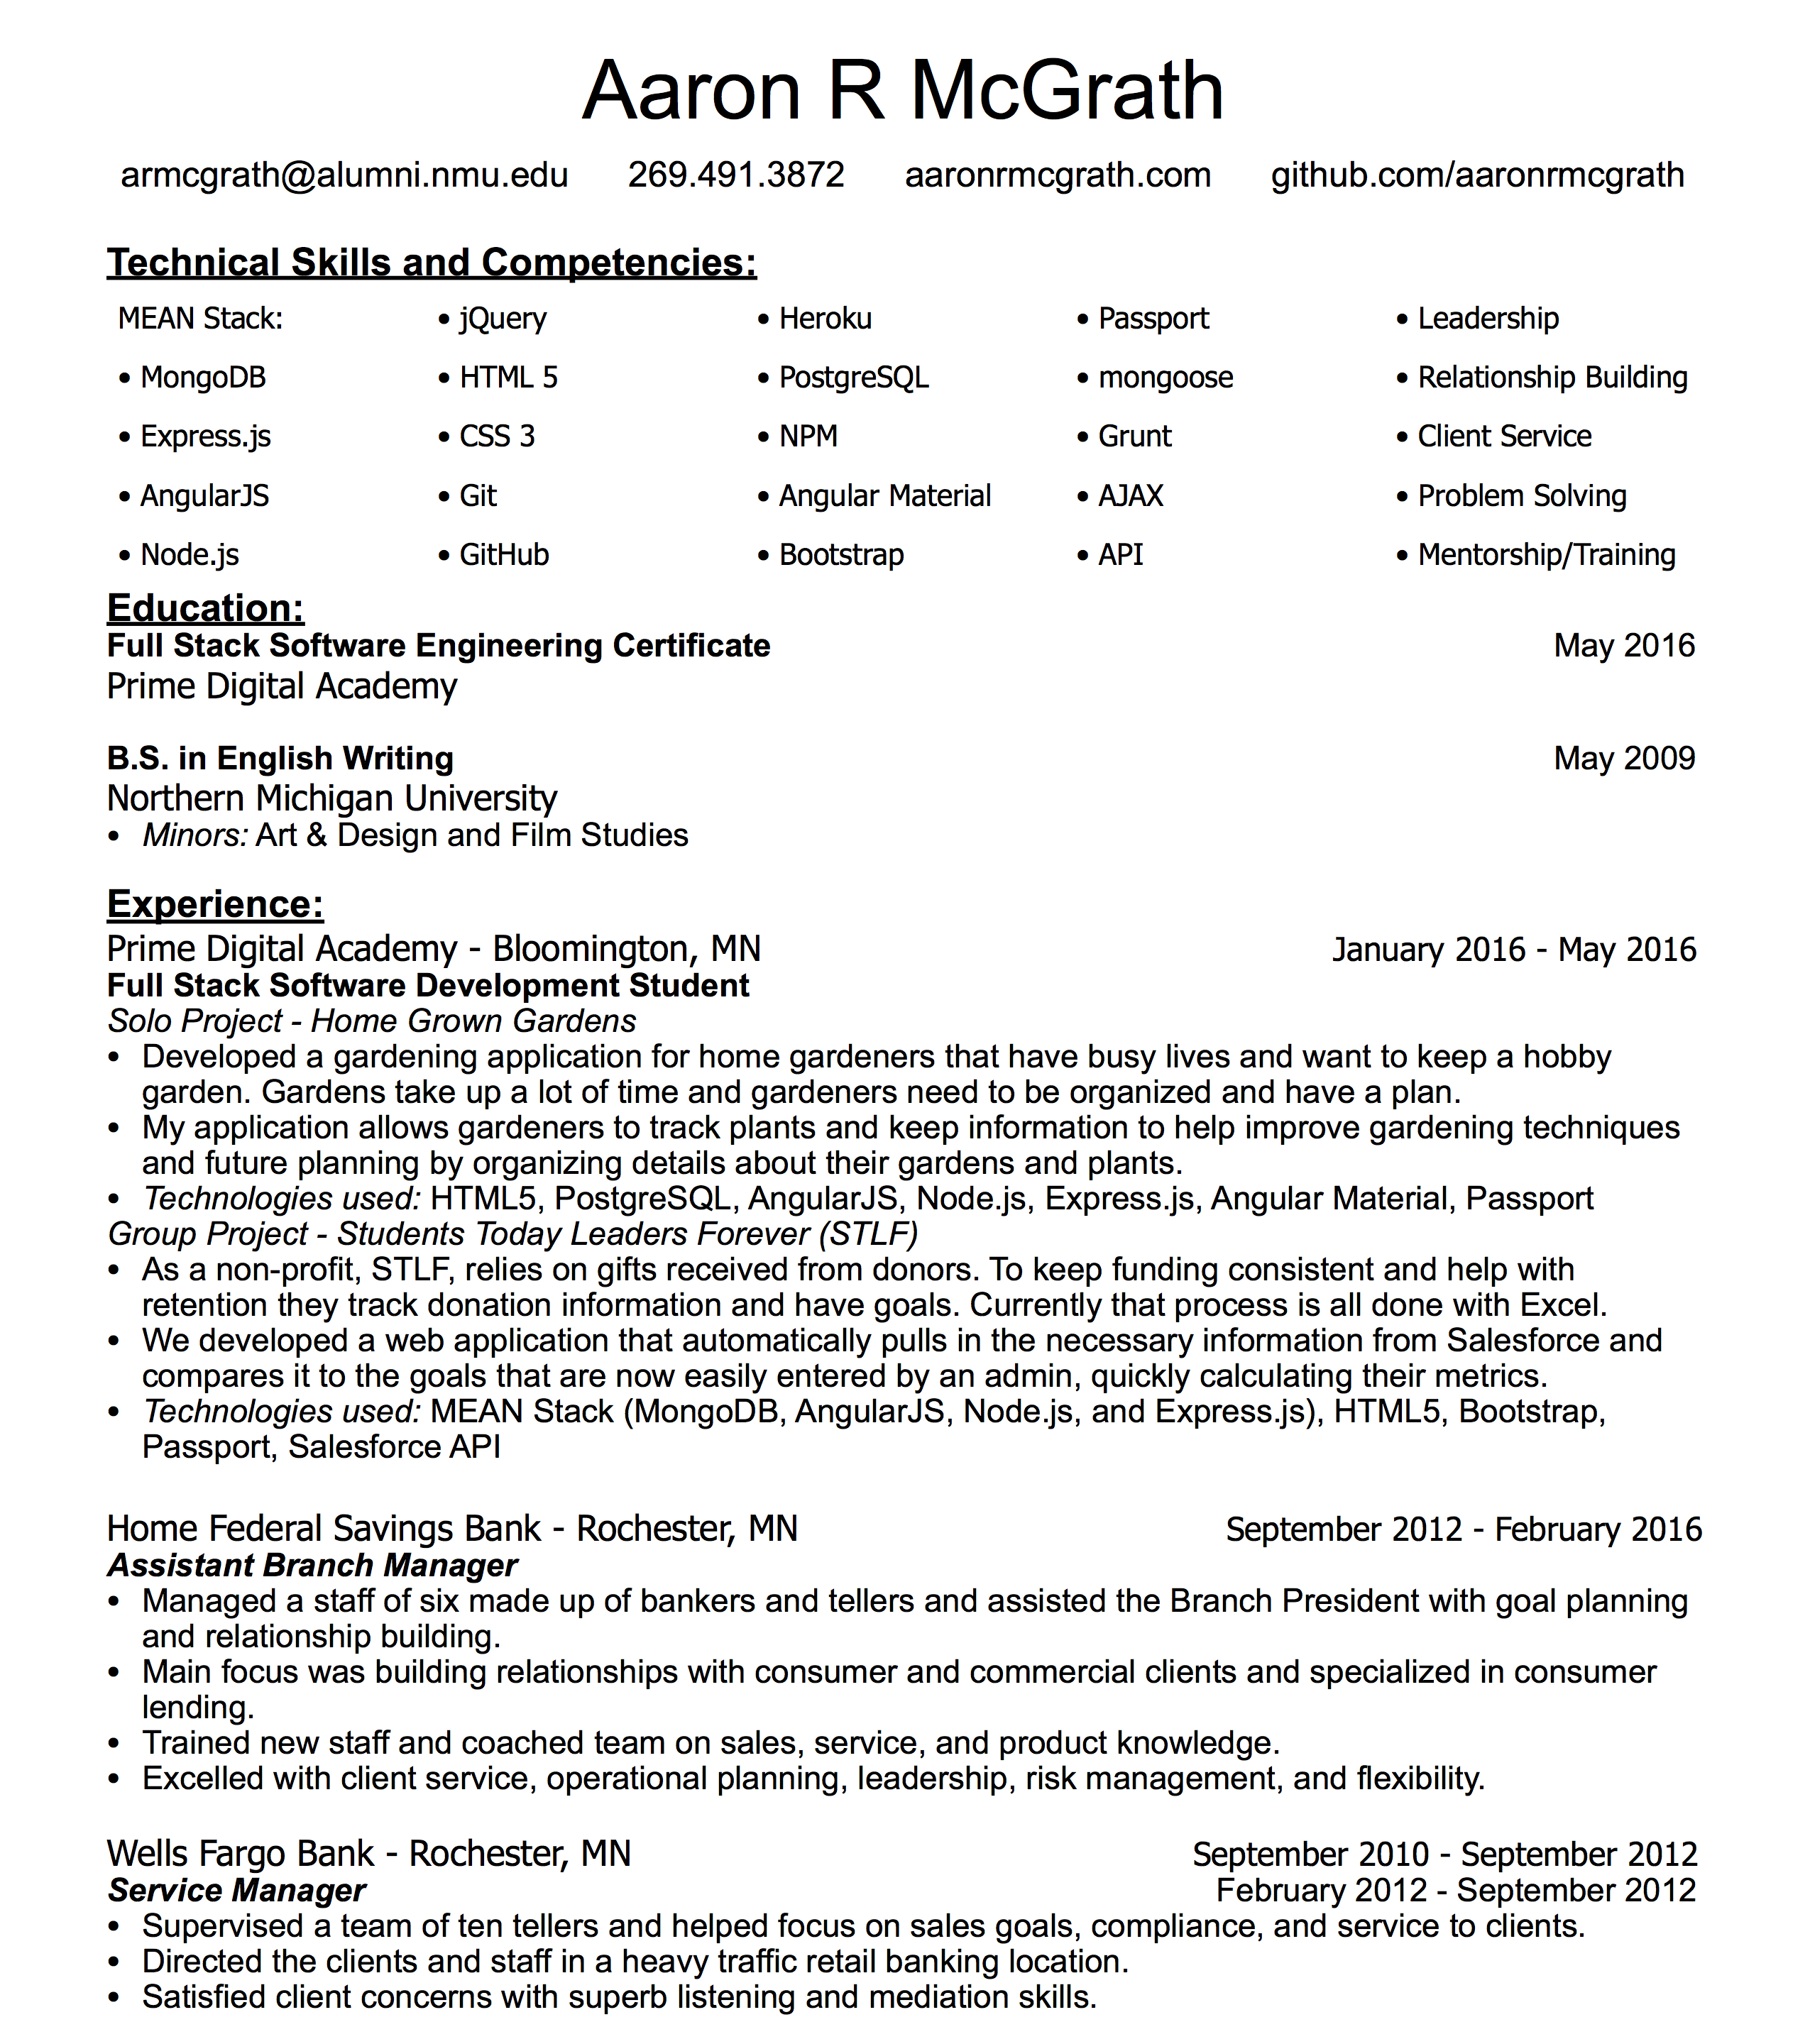 Aaron R McGrath
armcgrath@alumni.nmu.edu 269.491.3872 aaronrmcgrath.com github.com/aaronrmcgrath
Technical Skills and Competencies:
MEAN Stack: • jQuery • Heroku • Passport • Leadership
• MongoDB • HTML 5 • PostgreSQL • mongoose • Relationship Building
• Express.js • CSS 3 • NPM • Grunt • Client Service
• AngularJS • Git • Angular Material • AJAX • Problem Solving
• Node.js • GitHub • Bootstrap • API • Mentorship/Training
Education:
Full Stack Software Engineering Certificate May 2016
Prime Digital Academy
B.S. in English Writing May 2009
Northern Michigan University
• Minors: Art & Design and Film Studies
Experience:
Prime Digital Academy - Bloomington, MN January 2016 - May 2016
Full Stack Software Development Student
Solo Project - Home Grown Gardens
• Developed a gardening application for home gardeners that have busy lives and want to keep a hobby
garden. Gardens take up a lot of time and gardeners need to be organized and have a plan.
• My application allows gardeners to track plants and keep information to help improve gardening techniques
and future planning by organizing details about their gardens and plants.
• Technologies used: HTML5, PostgreSQL, AngularJS, Node.js, Express.js, Angular Material, Passport
Group Project - Students Today Leaders Forever (STLF)
• As a non-profit, STLF, relies on gifts received from donors. To keep funding consistent and help with
retention they track donation information and have goals. Currently that process is all done with Excel.
• We developed a web application that automatically pulls in the necessary information from Salesforce and
compares it to the goals that are now easily entered by an admin, quickly calculating their metrics.
• Technologies used: MEAN Stack (MongoDB, AngularJS, Node.js, and Express.js), HTML5, Bootstrap,
Passport, Salesforce API
Home Federal Savings Bank - Rochester, MN September 2012 - February 2016
Assistant Branch Manager
• Managed a staff of six made up of bankers and tellers and assisted the Branch President with goal planning
and relationship building.
• Main focus was building relationships with consumer and commercial clients and specialized in consumer
lending.
• Trained new staff and coached team on sales, service, and product knowledge.
• Excelled with client service, operational planning, leadership, risk management, and flexibility.
Wells Fargo Bank - Rochester, MN September 2010 - September 2012
Service Manager February 2012 - September 2012
• Supervised a team of ten tellers and helped focus on sales goals, compliance, and service to clients.
• Directed the clients and staff in a heavy traffic retail banking location.
• Satisfied client concerns with superb listening and mediation skills.